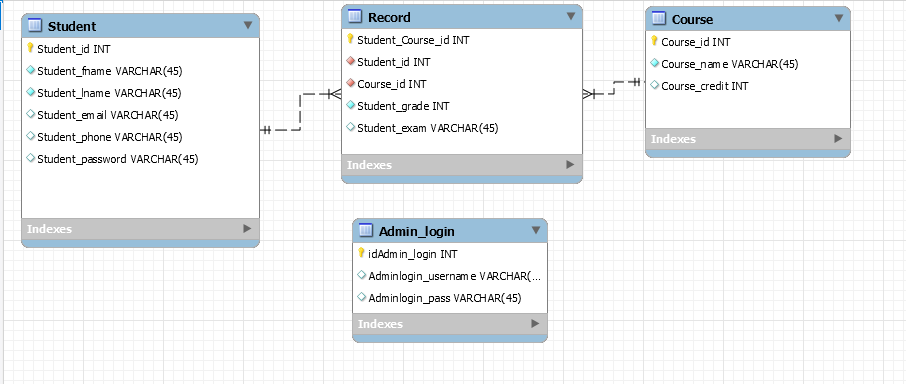 Student
Student_id INT
Student_fname VARCHAR(45)
Student_lname VARCHAR(45)
Student_email VARCHAR(45)
Student_phone VARCHAR(45)
Student_password VARCHAR(45)
Indexes
Record
Student_Course_id INT
Student_id INT
Course_id INT
Student_grade INT
Student_exam VARCHAR(45)
Indexes
Course
Course_id INT
Course_name VARCHAR(45)
Course_credit INT
Indexes
Admin_login
idAdmin_login INT
Adminlogin_username VARCHAR(...
Adminlogin_pass VARCHAR(45)
Indexes